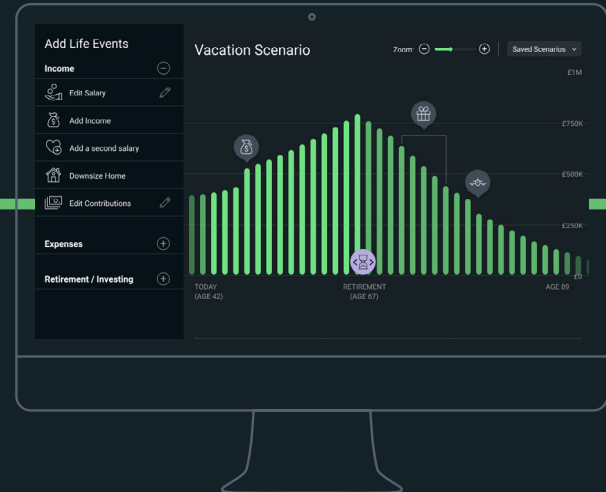 Add Life Events
Income
Edit Salary
Add Income
Add a second salary
Downsize Home
Edit Contributions
Expenses
Retirement / Investing
Vacation Scenario
Zoom:
Saved Scenarios
£1M
£750K
£500K
£250K
£0
TODAY
(AGE 42)
RETIREMENT
(AGE 67)
AGE 89